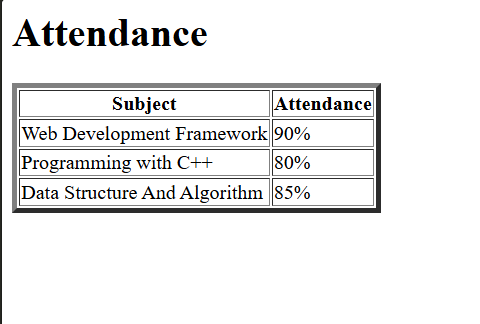 Attendance
Subject Attendance
Web Development Framework 90%
Programming with C++ 80%
Data Structure And Algorithm 85%